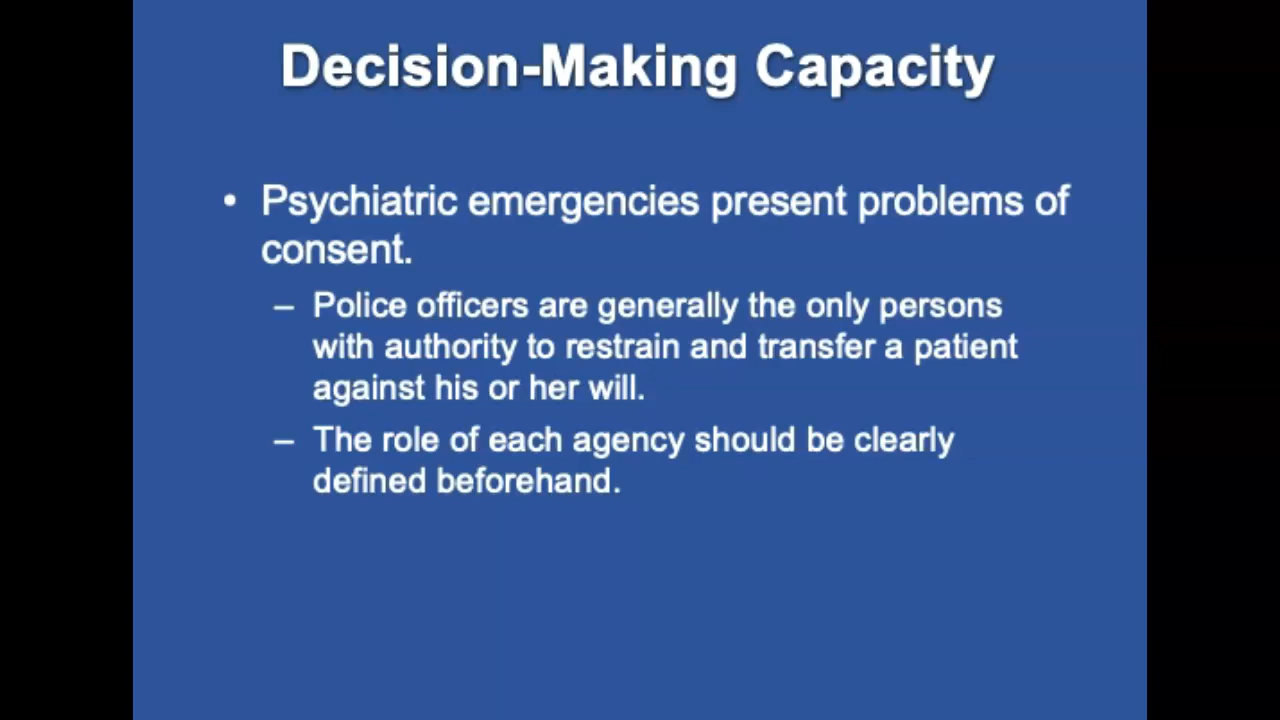 Decision-Making Capacity
• Psychiatric emergencies present problems of
consent.
– Police officers are generally the only persons
with authority to restrain and transfer a patient
against his or her will.
– The role of each agency should be clearly
defined beforehand.